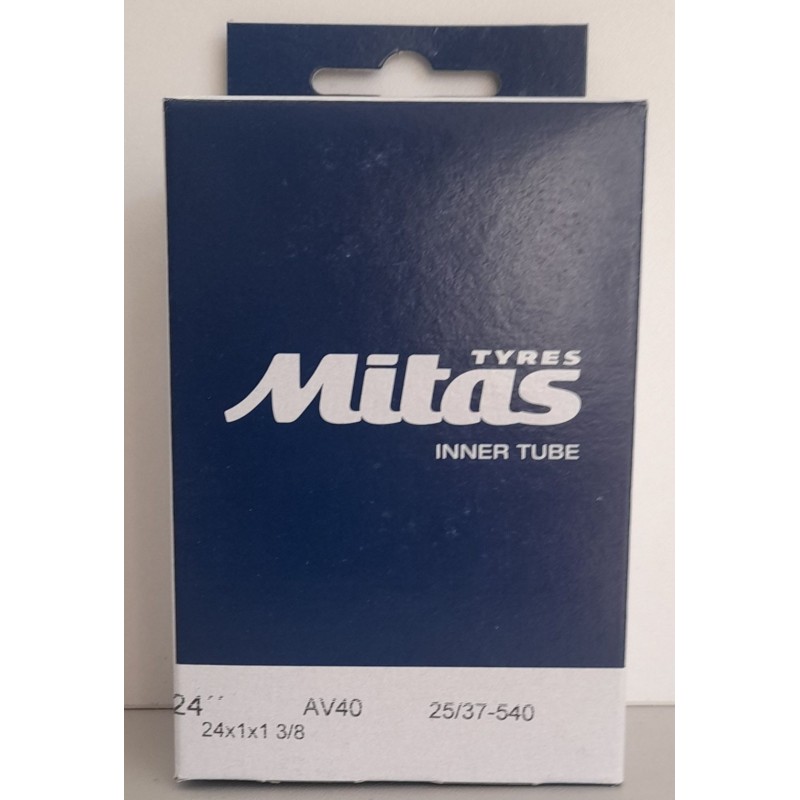 TYRES
Mitas
INNER TUBE
24´´ AV40 25/37-540
24x1x1 3/8